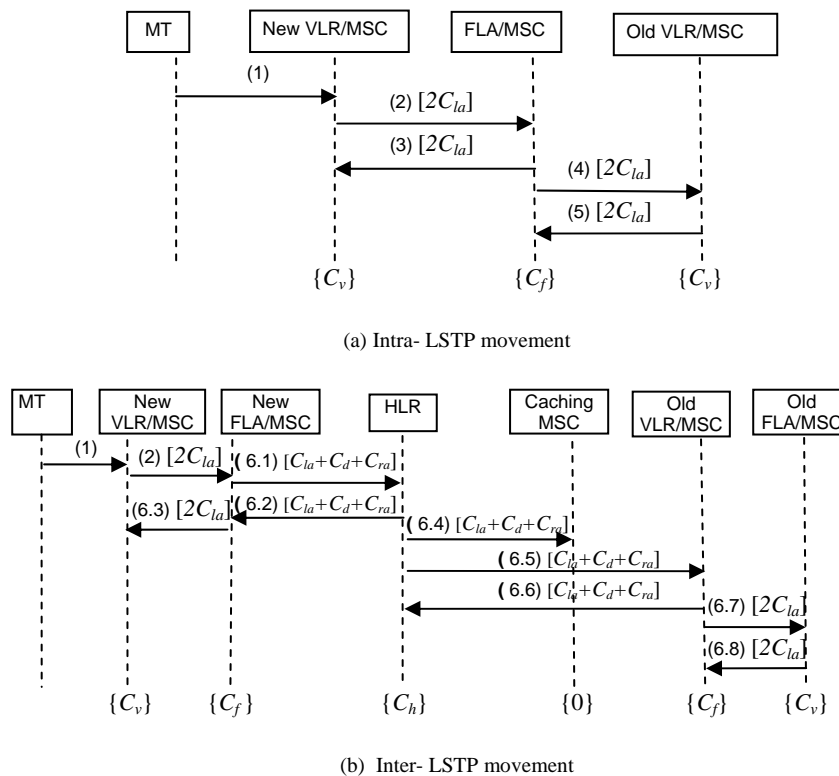 MT
New VLR/MSC
FLA/MSC
Old VLR/MSC
(1)
(2) [2C_la]
(3) [2C_la]
(4) [2C_la]
(5) [2C_la]
{C_v}
{C_f}
{C_v}
(a) Intra- LSTP movement
MT
New
VLR/MSC
New
FLA/MSC
HLR
Caching
MSC
Old
VLR/MSC
Old
FLA/MSC
(1)
(2) [2C_la]
( 6.1) [C_la+C_d+C_ra]
(6.3) [2C_la]
( 6.2) [C_la+C_d+C_ra]
( 6.4) [C_la+C_d+C_ra]
( 6.5) [C_la+C_d+C_ra]
( 6.6) [C_la+C_d+C_ra]
(6.7) [2C_la]
(6.8) [2C_la]
{C_v}
{C_f}
{C_h}
{0}
{C_f}
{C_v}
(b) Inter- LSTP movement